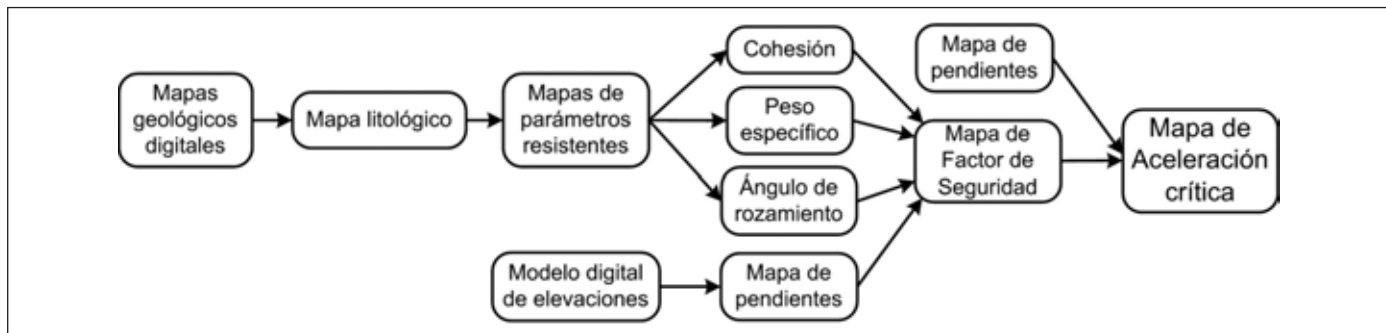 Mapas
geológicos
digitales
Mapa litológico
Mapas de
parámetros
resistentes
Cohesión
Peso
específico
Ángulo de
rozamiento
Modelo digital
de elevaciones
Mapa de
pendientes
Mapa de
Factor de
Seguridad
Mapa de
pendientes
Mapa de
Aceleración
crítica